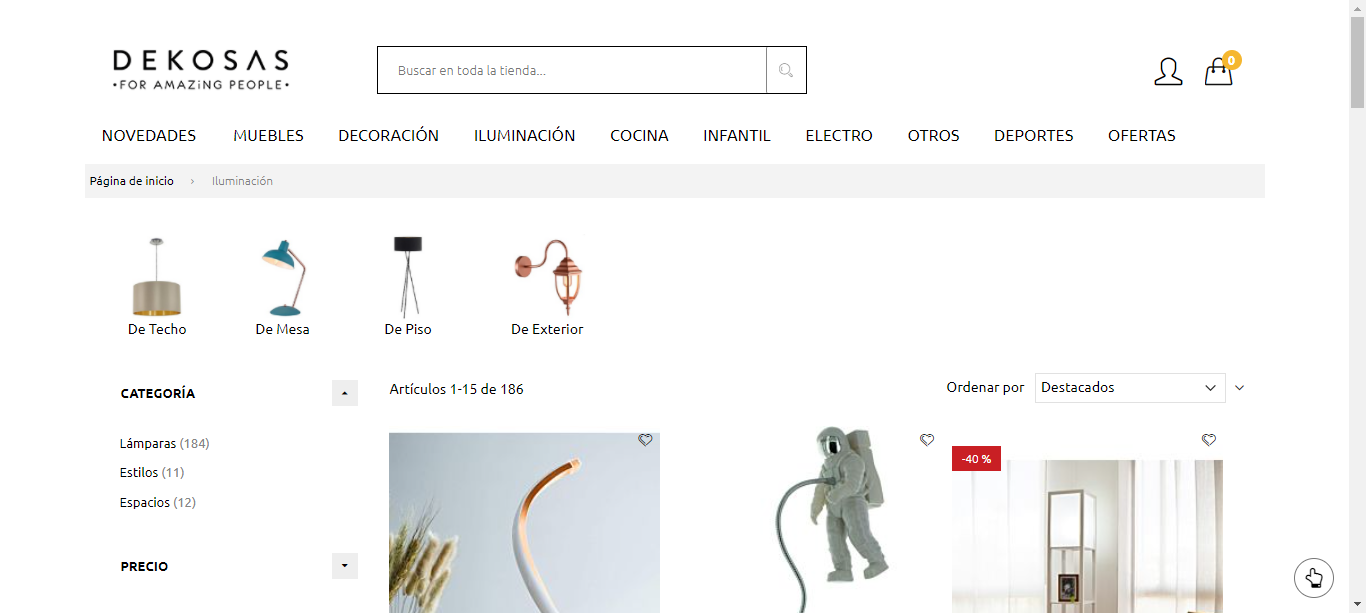 DEKOSAS
•FOR AMAZiNG PEOPLE•
Buscar en toda la tienda...
0
NOVEDADES MUEBLES DECORACIÓN ILUMINACIÓN COCINA INFANTIL ELECTRO OTROS DEPORTES OFERTAS
Página de inicio › Iluminación
De Techo De Mesa De Piso De Exterior
CATEGORÍA
Lámparas (184)
Estilos (11)
Espacios (12)
PRECIO
Artículos 1-15 de 186
Ordenar por Destacados
-40 %